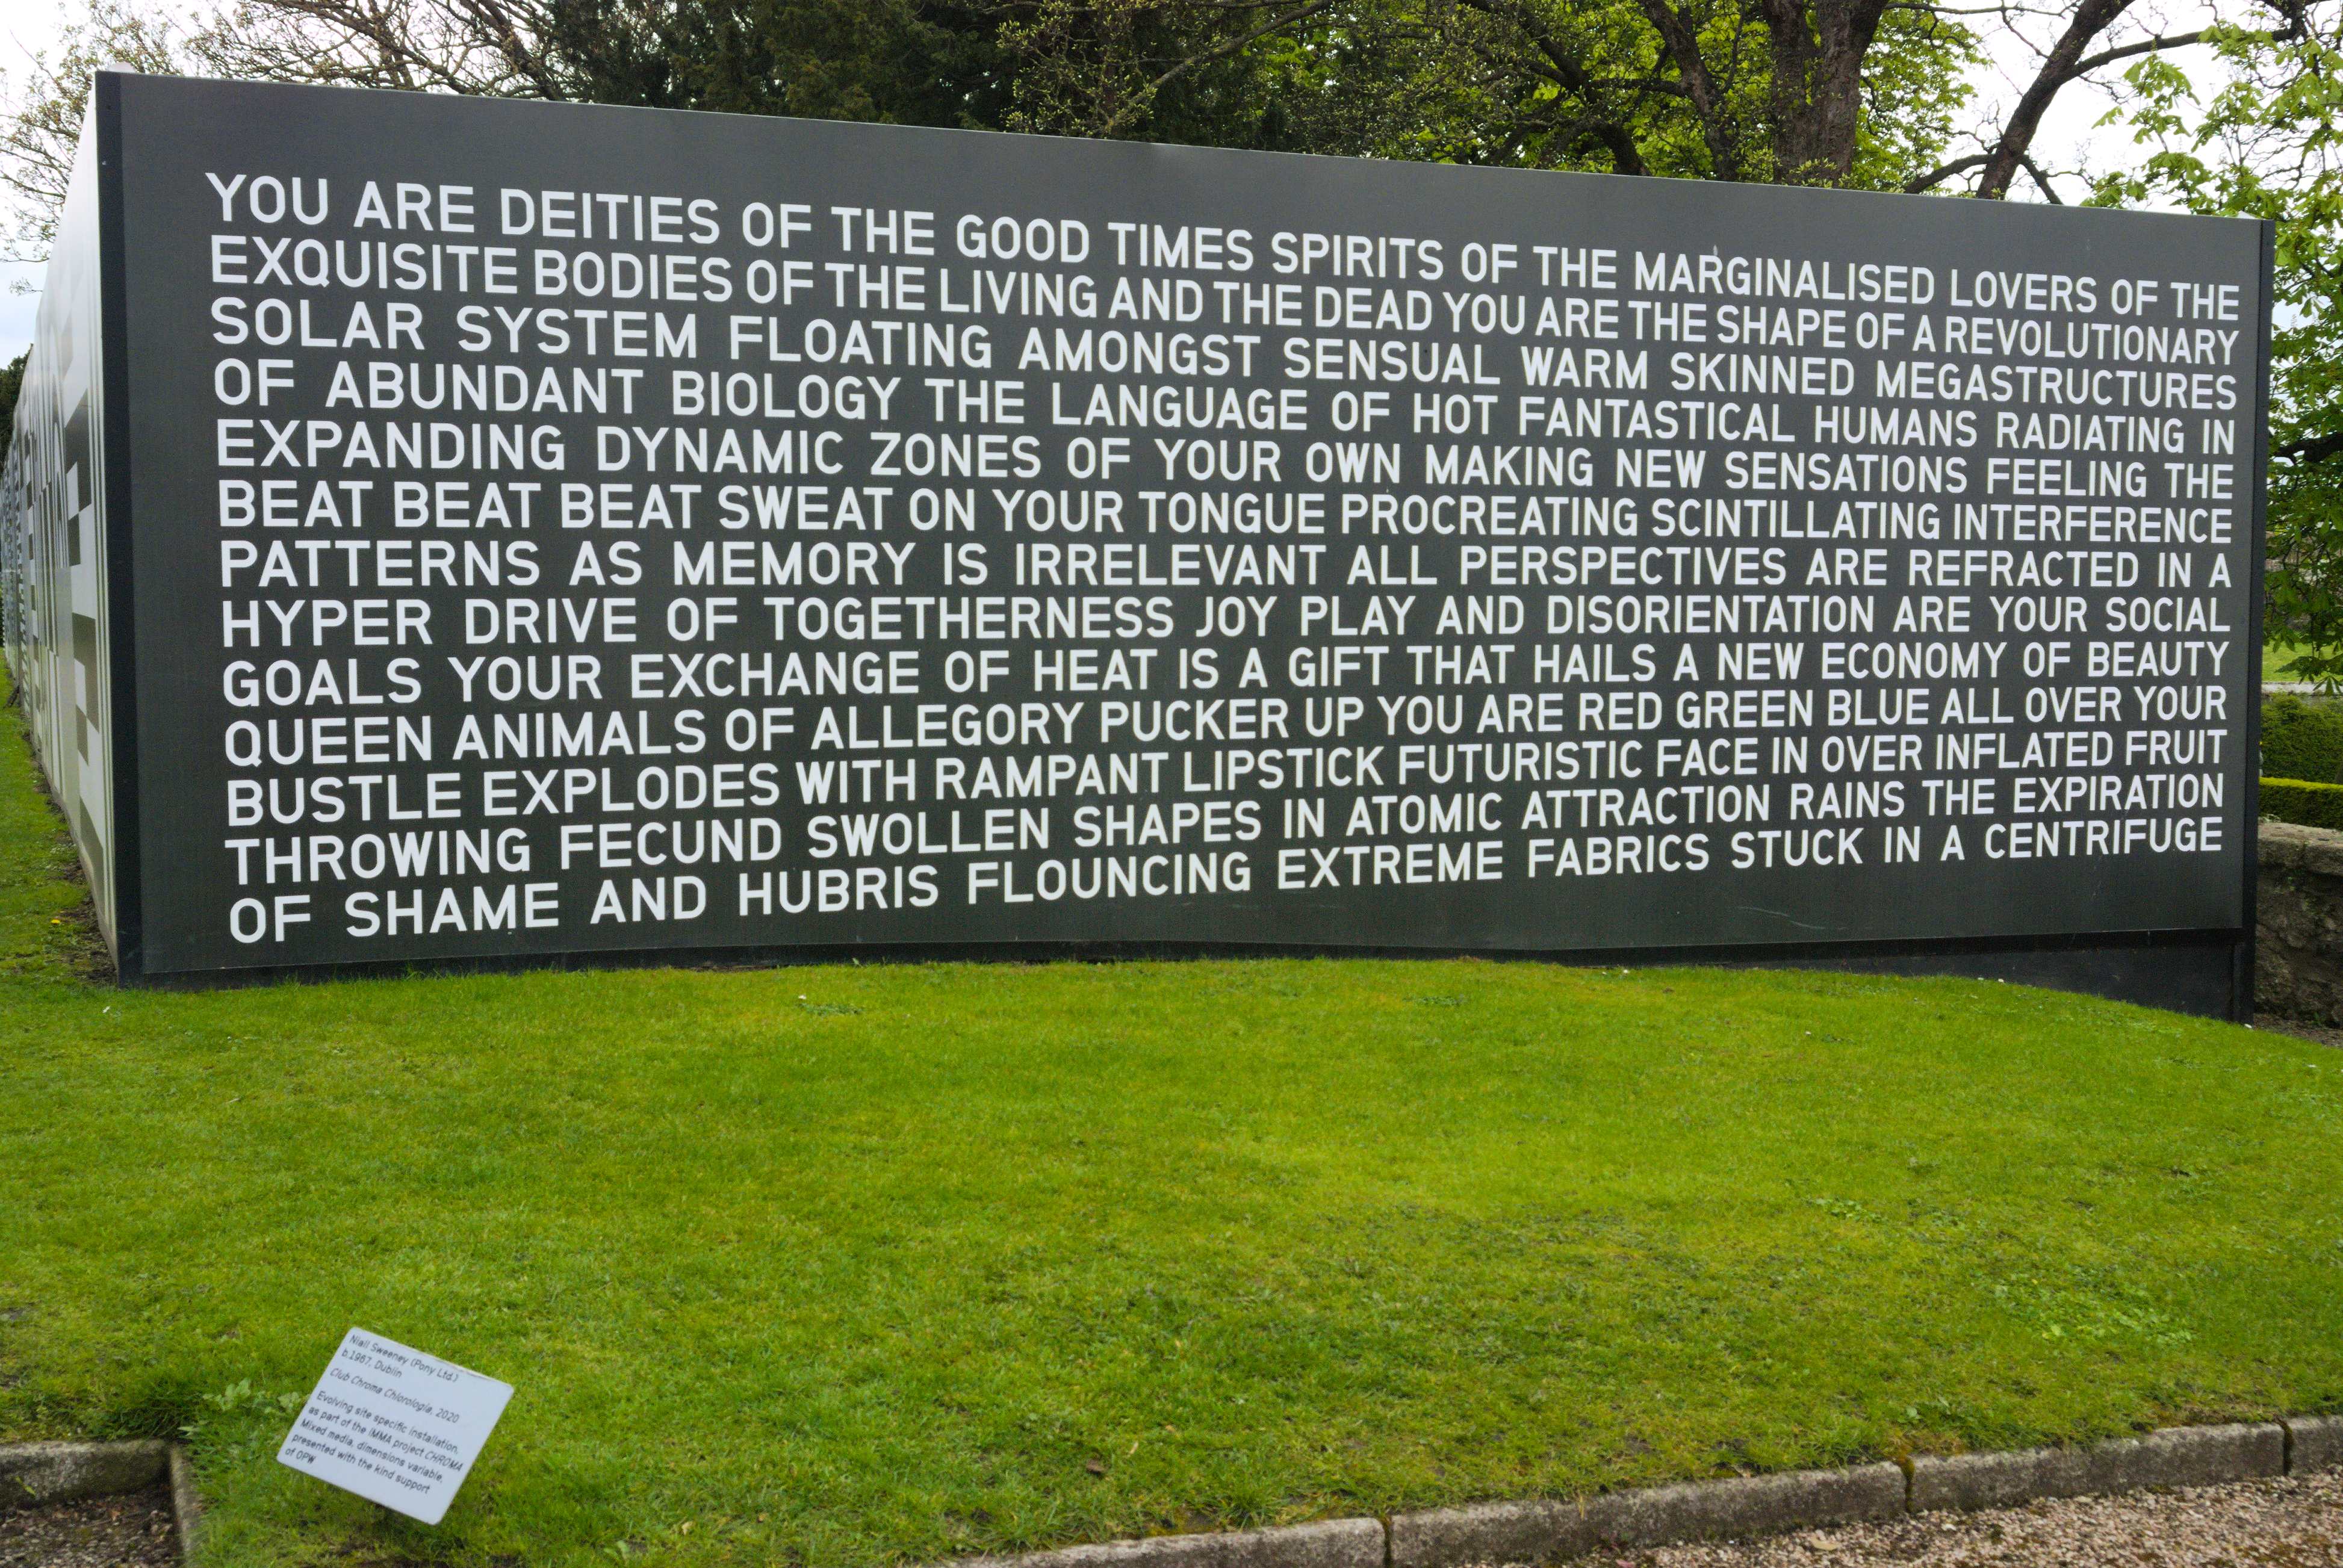 YOU ARE DEITIES OF THE GOOD TIMES SPIRITS OF THE MARGINALISED LOVERS OF THE
EXQUISITE BODIES OF THE LIVING AND THE DEAD YOU ARE THE SHAPE OF A REVOLUTIONARY
SOLAR SYSTEM FLOATING AMONGST SENSUAL WARM SKINNED MEGASTRUCTURES
OF ABUNDANT BIOLOGY THE LANGUAGE OF HOT FANTASTICAL HUMANS RADIATING IN
EXPANDING DYNAMIC ZONES OF YOUR OWN MAKING NEW SENSATIONS FEELING THE
BEAT BEAT BEAT SWEAT ON YOUR TONGUE PROCREATING SCINTILLATING INTERFERENCE
PATTERNS AS MEMORY IS IRRELEVANT ALL PERSPECTIVES ARE REFRACTED IN A
HYPER DRIVE OF TOGETHERNESS JOY PLAY AND DISORIENTATION ARE YOUR SOCIAL
GOALS YOUR EXCHANGE OF HEAT IS A GIFT THAT HAILS A NEW ECONOMY OF BEAUTY
QUEEN ANIMALS OF ALLEGORY PUCKER UP YOU ARE RED GREEN BLUE ALL OVER YOUR
BUSTLE EXPLODES WITH RAMPANT LIPSTICK FUTURISTIC FACE IN OVER INFLATED FRUIT
THROWING FECUND SWOLLEN SHAPES IN ATOMIC ATTRACTION RAINS THE EXPIRATION
OF SHAME AND HUBRIS FLOUNCING EXTREME FABRICS STUCK IN A CENTRIFUGE
Niall Sweeney (Pony Ltd.)
b.1967, Dublin
Club Chroma Chlorologia, 2020
Evolving site specific installation,
as part of the IMMA project CHROMA
Mixed media, dimensions variable,
presented with the kind support
of OPW